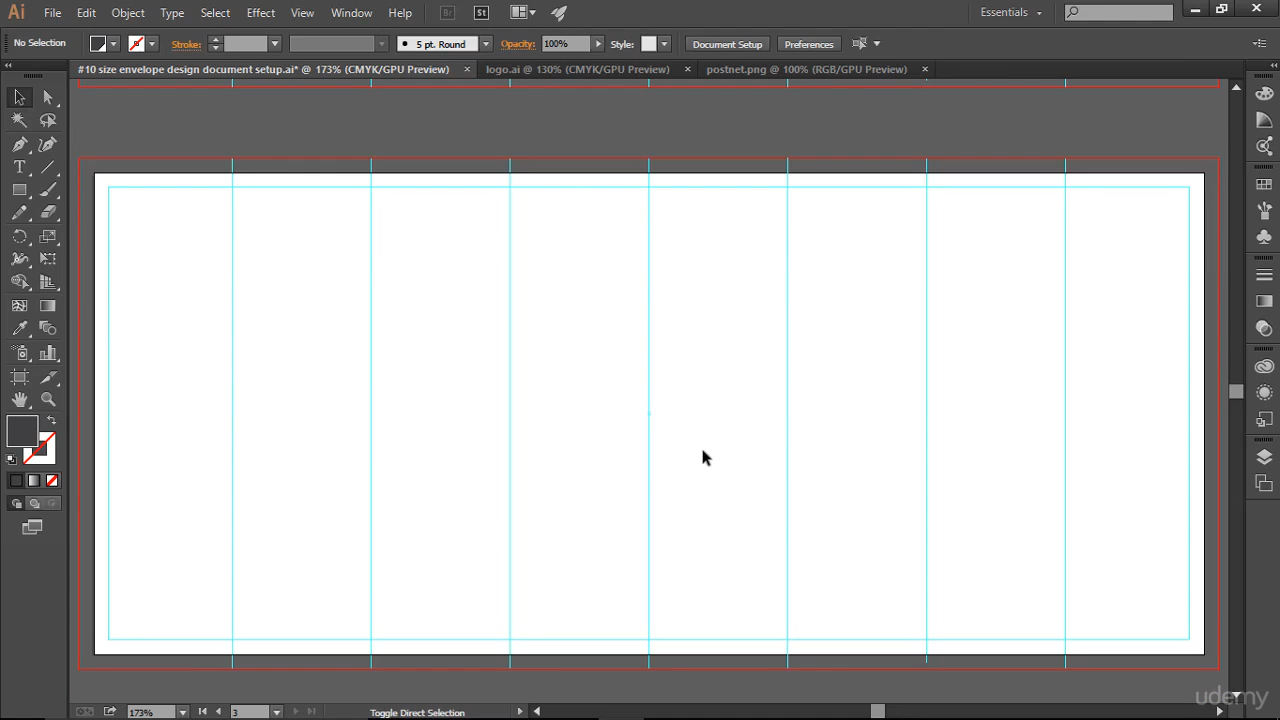 Ai File Edit Object Type Select Effect View Window Help Br St Essentials
No Selection Stroke: 5 pt. Round Opacity: 100% Style: Document Setup Preferences
#10 size envelope design document setup.ai* @ 173% (CMYK/GPU Preview) × logo.ai @ 130% (CMYK/GPU Preview) × postnet.png @ 100% (RGB/GPU Preview) ×
T
udemy
173% 3 Toggle Direct Selection